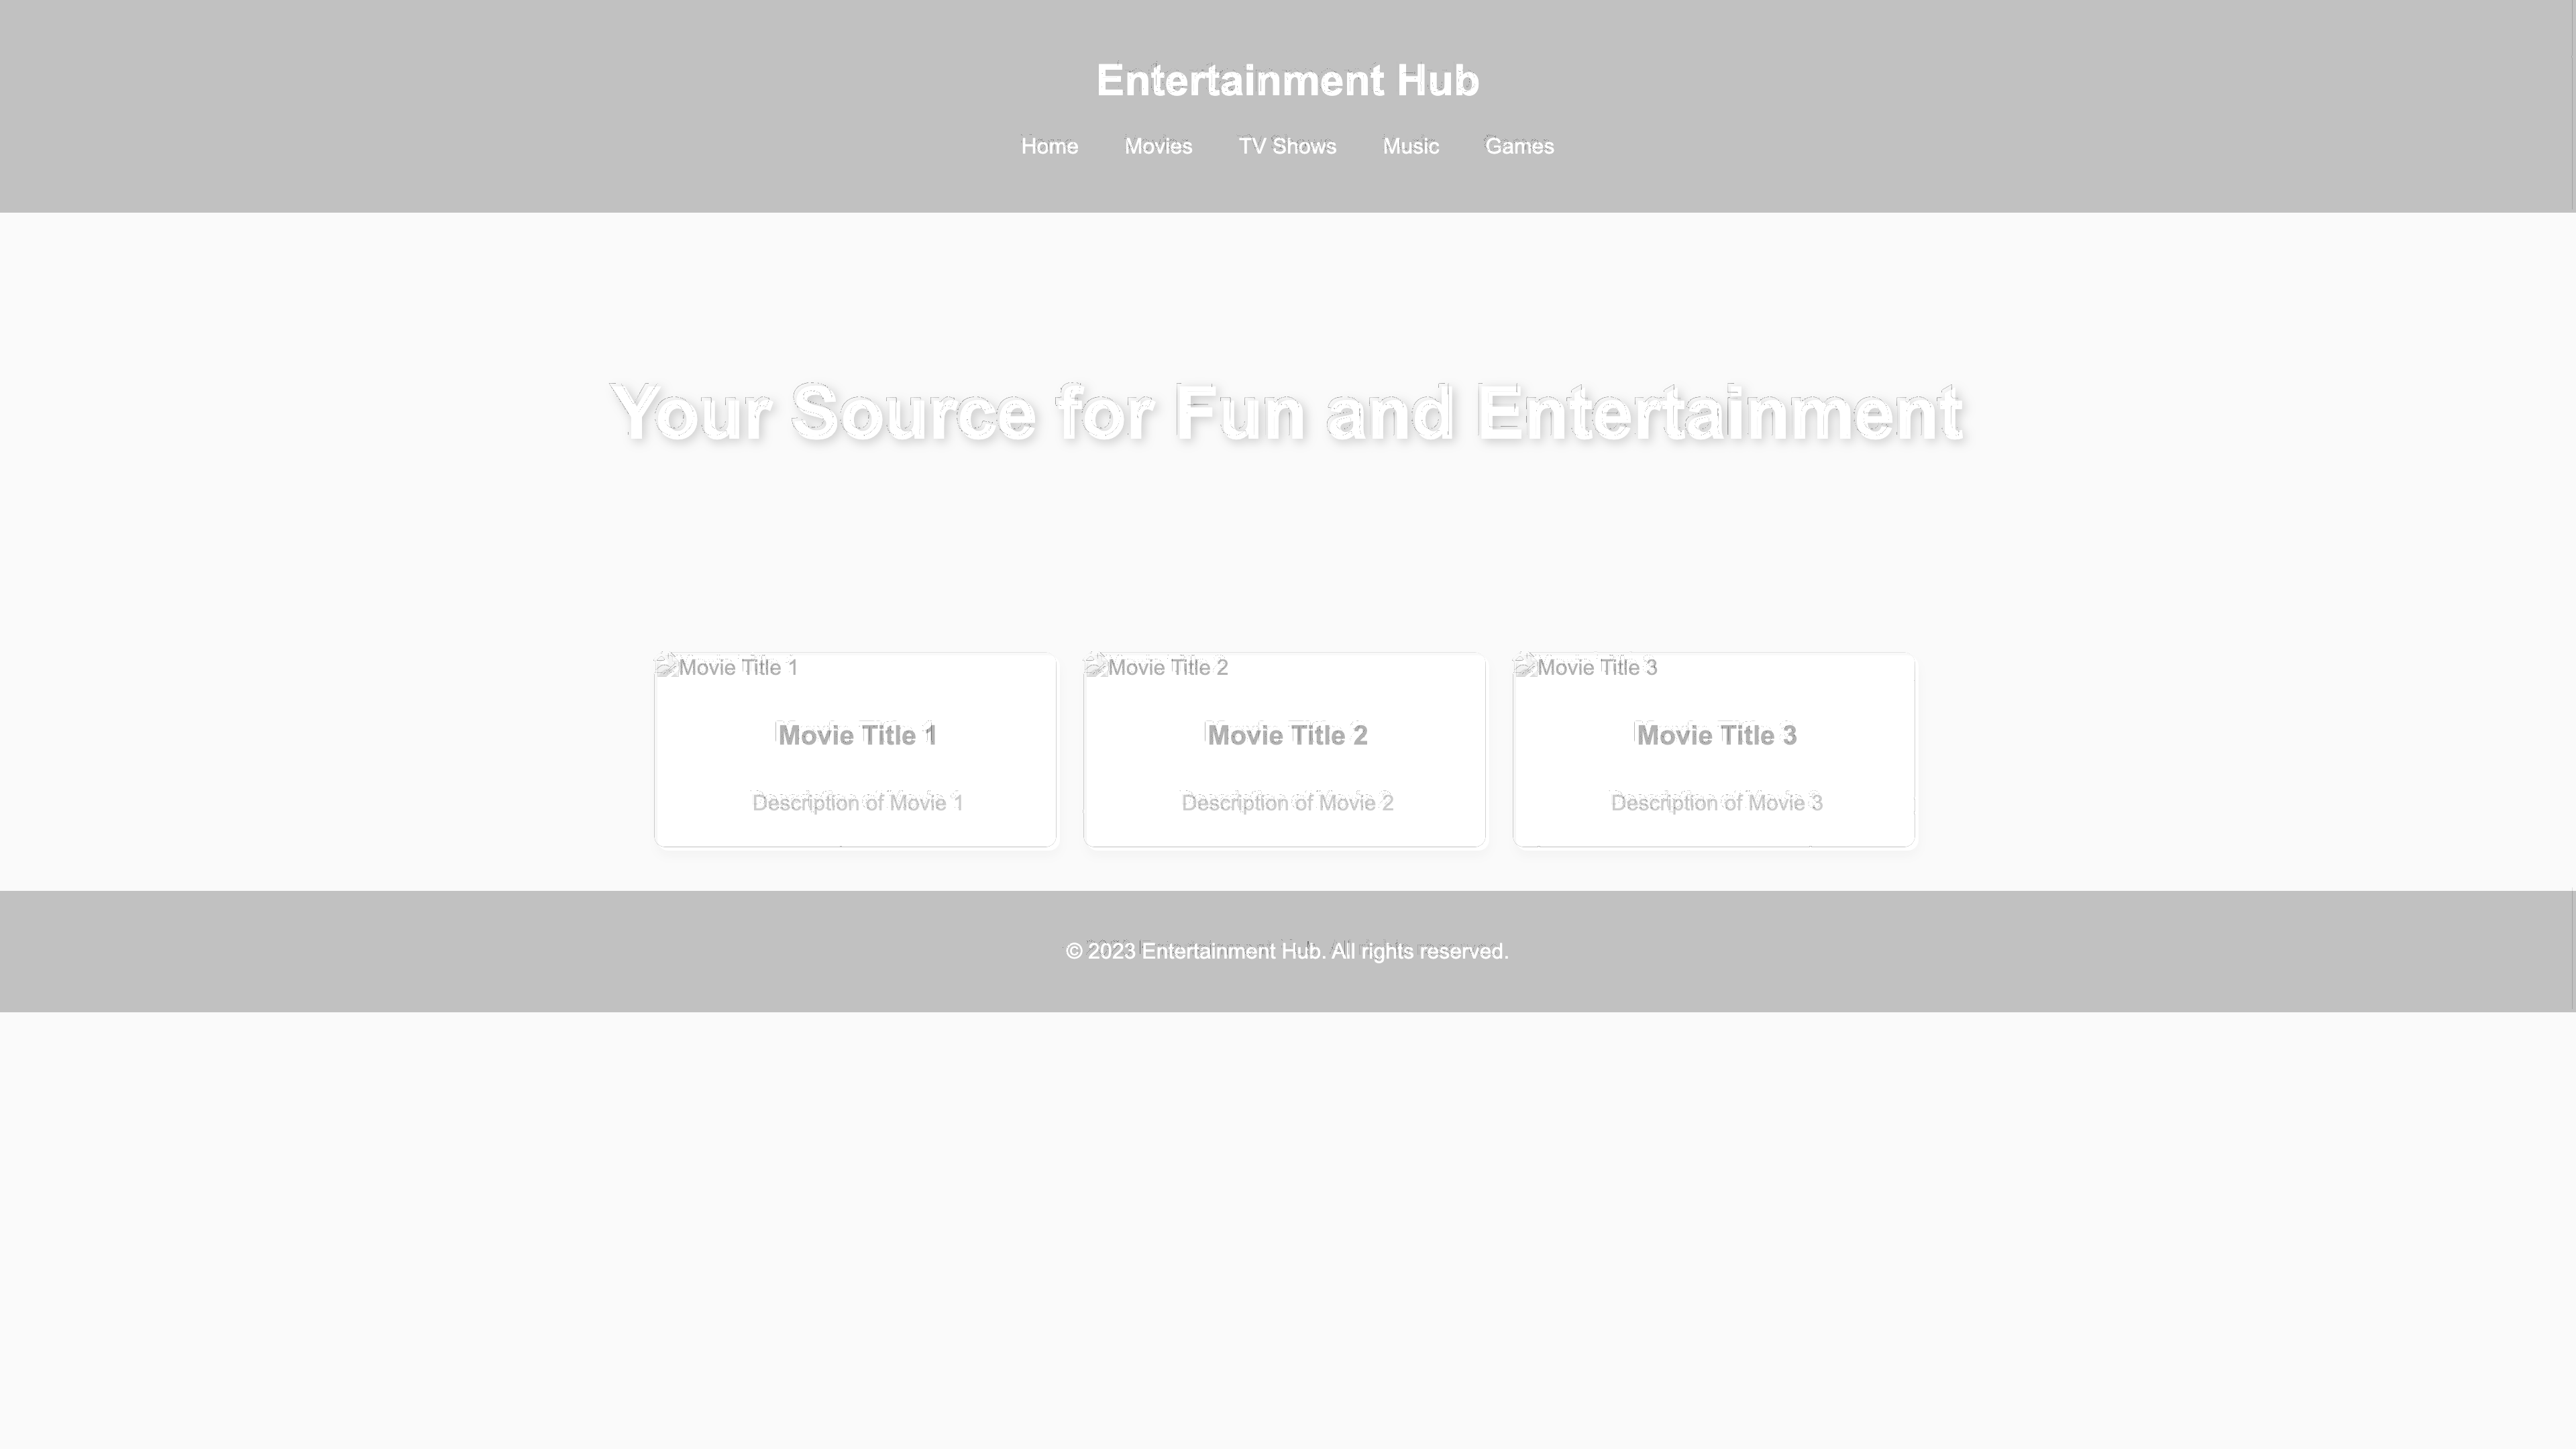 Entertainment Hub
Home Movies TV Shows Music Games
Your Source for Fun and Entertainment
Movie Title 1 Movie Title 2 Movie Title 3
Movie Title 1 Movie Title 2 Movie Title 3
Description of Movie 1 Description of Movie 2 Description of Movie 3
© 2023 Entertainment Hub. All rights reserved.